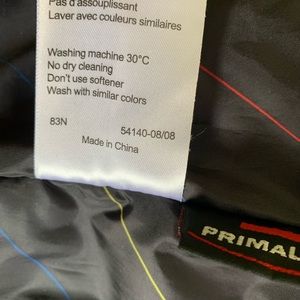 Pas d'assouplissant
Laver avec couleurs similaires
Washing machine 30°C
No dry cleaning
Don't use softener
Wash with similar colors
83N 54140-08/08
Made in China
PRIMAL